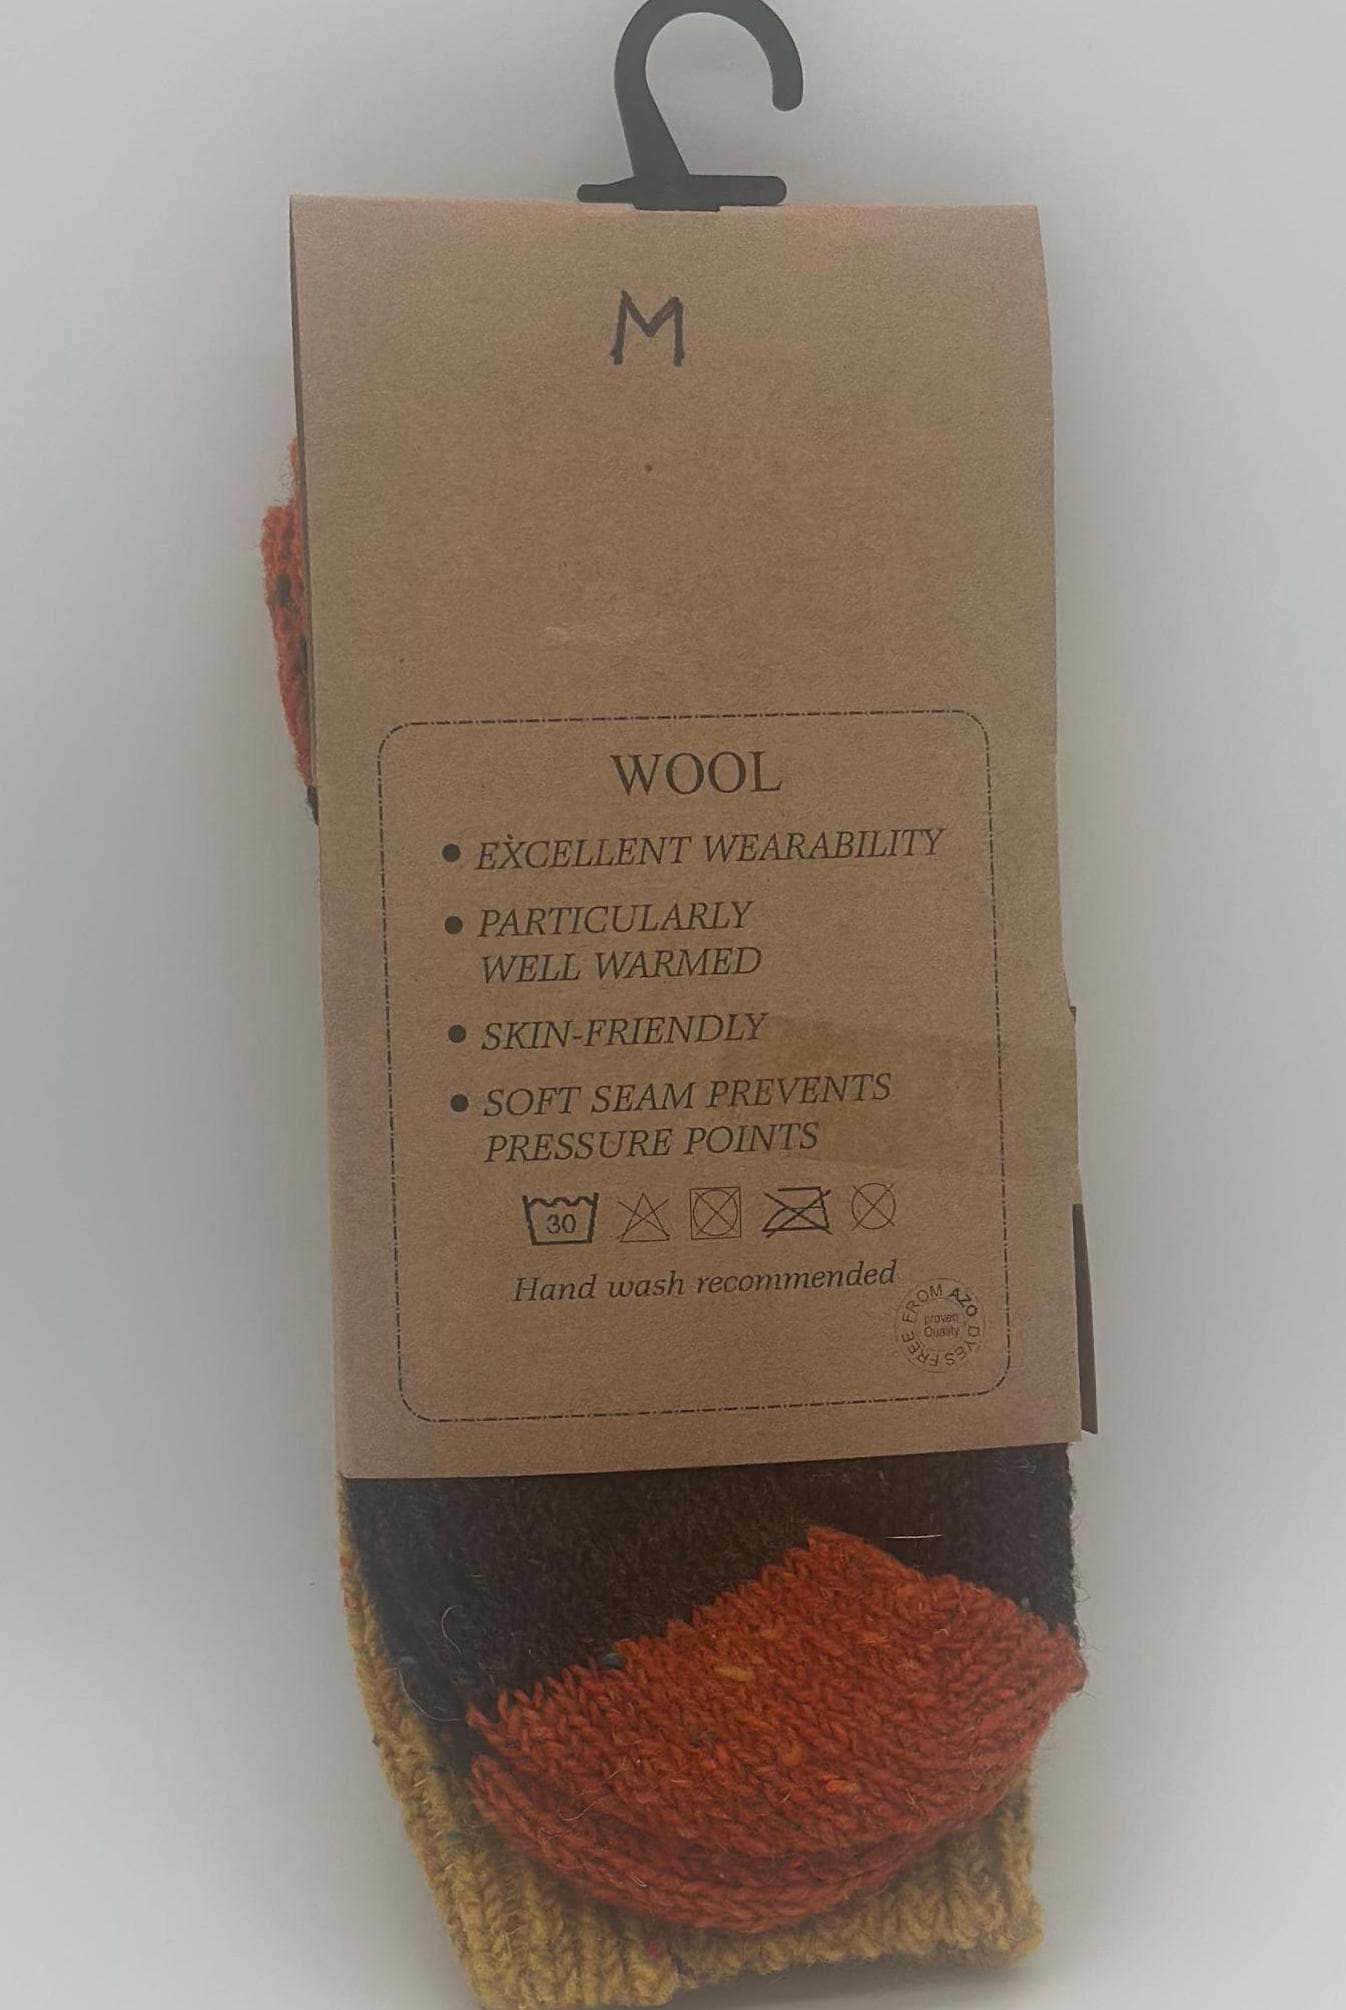 M
WOOL
• EXCELLENT WEARABILITY
• PARTICULARLY
WELL WARMED
• SKIN-FRIENDLY
• SOFT SEAM PREVENTS
PRESSURE POINTS
30
Hand wash recommended
FREE FROM AZO DYES
proven
Quality